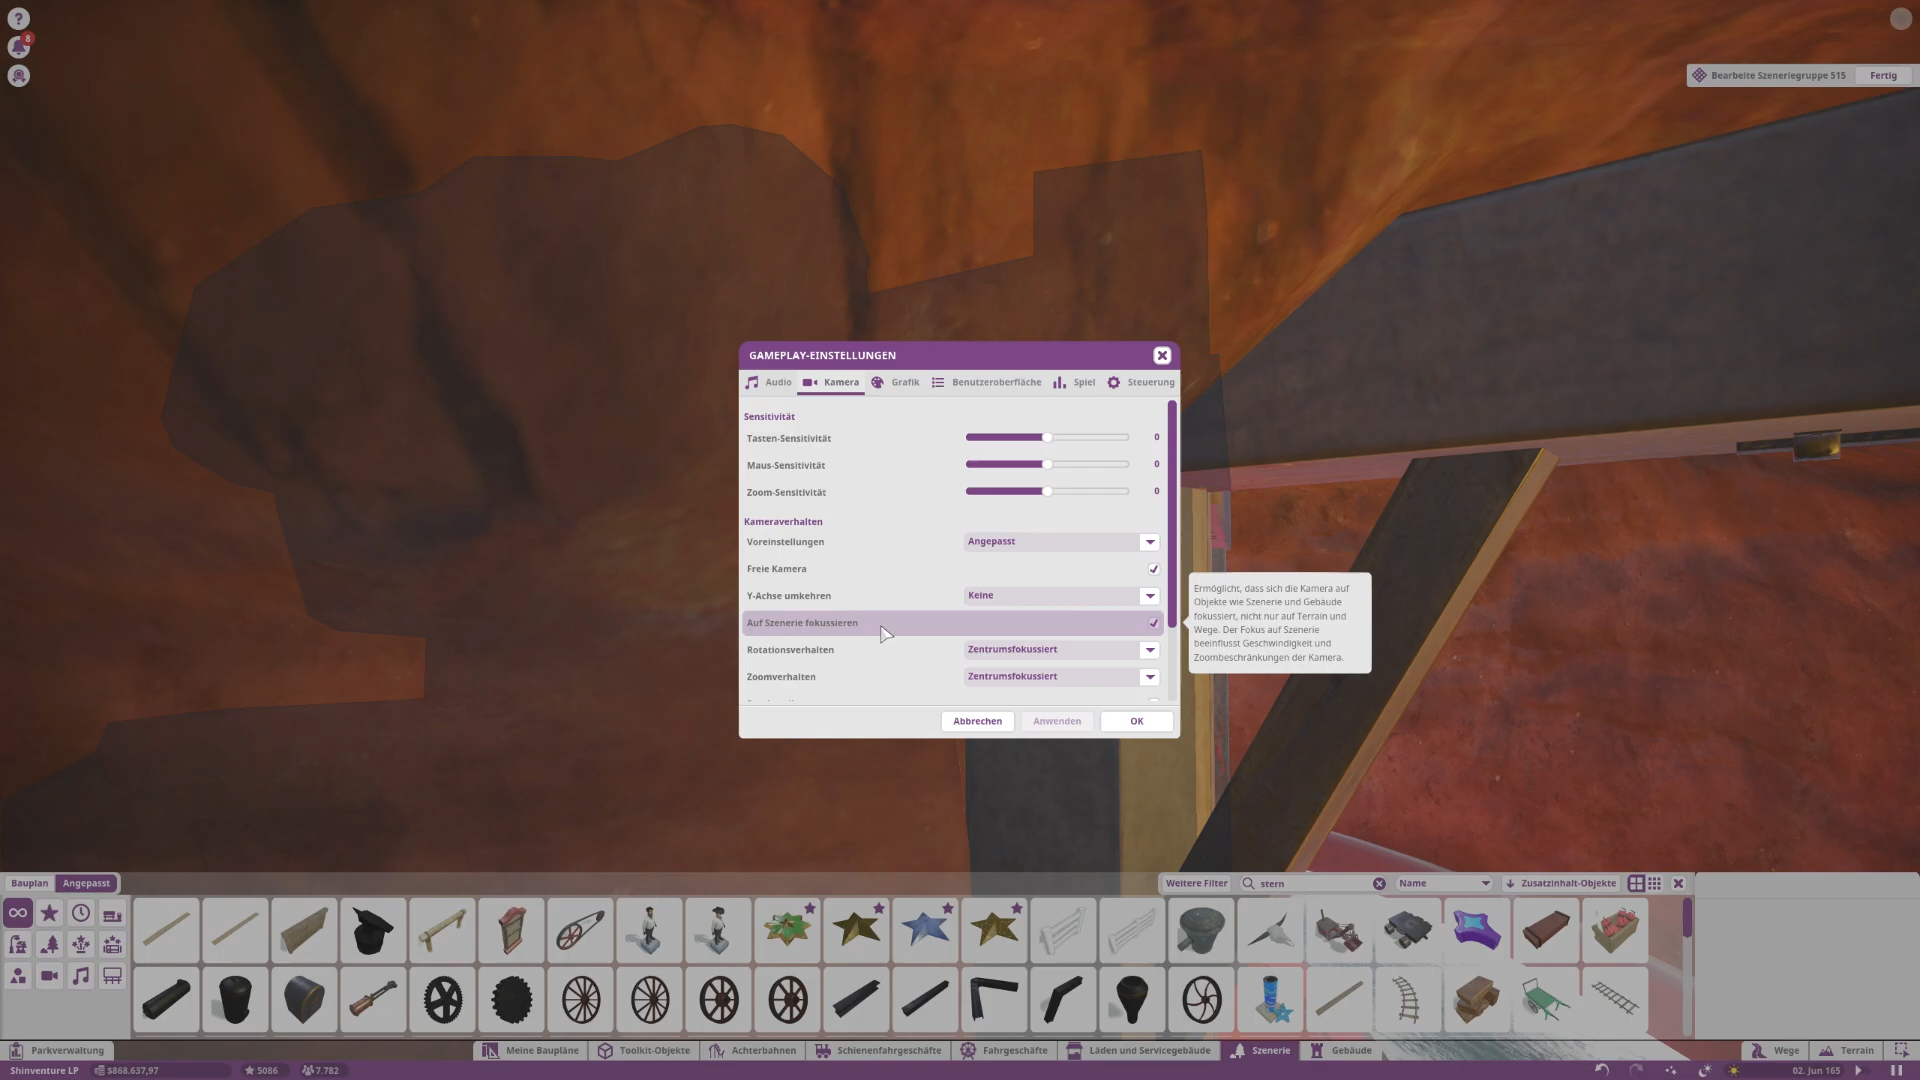 ?
8
Bearbeite Szeneriegruppe 515
Fertig
GAMEPLAY-EINSTELLUNGEN
Audio
Kamera
Grafik
Benutzeroberfläche
Spiel
Steuerung
Sensitivität
Tasten-Sensitivität
0
Maus-Sensitivität
0
Zoom-Sensitivität
0
Kameraverhalten
Voreinstellungen
Angepasst
Freie Kamera
Y-Achse umkehren
Keine
Auf Szenerie fokussieren
Rotationsverhalten
Zentrumsfokussiert
Zoomverhalten
Zentrumsfokussiert
Abbrechen
Anwenden
OK
Ermöglicht, dass sich die Kamera auf
Objekte wie Szenerie und Gebäude
fokussiert, nicht nur auf Terrain und
Wege. Der Fokus auf Szenerie
beeinflusst Geschwindigkeit und
Zoombeschränkungen der Kamera.
Bauplan
Angepasst
Weitere Filter
stern
Name
Zusatzinhalt-Objekte
Parkverwaltung
Meine Baupläne
Toolkit-Objekte
Achterbahnen
Schienenfahrgeschäfte
Fahrgeschäfte
Läden und Servicegebäude
Szenerie
Gebäude
Wege
Terrain
Shinventure LP
$868.637,97
5086
7.782
02. Jun 165